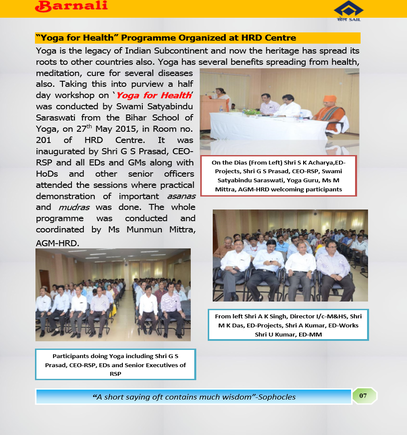 Barnali
सेल SAIL
“Yoga for Health” Programme Organized at HRD Centre
Yoga is the legacy of Indian Subcontinent and now the heritage has spread its
roots to other countries also. Yoga has several benefits spreading from health,
meditation, cure for several diseases
also. Taking this into purview a half
day workshop on ‘Yoga for Health’
was conducted by Swami Satyabindu
Saraswati from the Bihar School of
Yoga, on 27th May 2015, in Room no.
201 of HRD Centre. It was
inaugurated by Shri G S Prasad, CEO-
RSP and all EDs and GMs along with
HoDs and other senior officers
attended the sessions where practical
demonstration of important asanas
and mudras was done. The whole
programme was conducted and
coordinated by Ms Munmun Mittra,
AGM-HRD.
On the Dias (From Left) Shri S K Acharya,ED-
Projects, Shri G S Prasad, CEO-RSP, Swami
Satyabindu Saraswati, Yoga Guru, Ms M
Mittra, AGM-HRD welcoming participants
From left Shri A K Singh, Director I/c-M&HS, Shri
M K Das, ED-Projects, Shri A Kumar, ED-Works
Shri U Kumar, ED-MM
Participants doing Yoga including Shri G S
Prasad, CEO-RSP, EDs and Senior Executives of
RSP
“A short saying oft contains much wisdom”-Sophocles
07